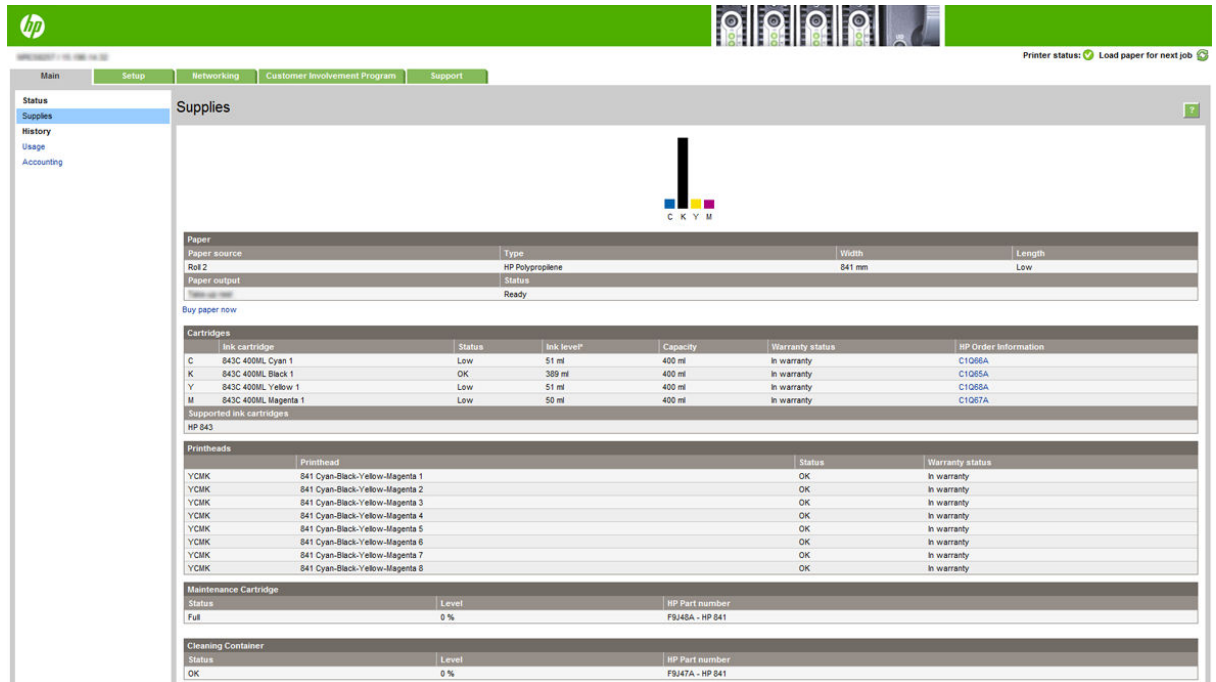 hp
Printer status: Load paper for next job
Main Setup Networking Customer Involvement Program Support
Status
Supplies
History
Usage
Accounting
Supplies
?
C K Y M
Paper
Paper source Type Width Length
Roll 2 HP Polypropilene 841 mm Low
Paper output Status
Ready
Buy paper now
Cartridges
Ink cartridge Status Ink level* Capacity Warranty status HP Order Information
C 843C 400ML Cyan 1 Low 51 ml 400 ml In warranty C1Q66A
K 843C 400ML Black 1 OK 389 ml 400 ml In warranty C1Q65A
Y 843C 400ML Yellow 1 Low 51 ml 400 ml In warranty C1Q68A
M 843C 400ML Magenta 1 Low 50 ml 400 ml In warranty C1Q67A
Supported ink cartridges
HP 843
Printheads
Printhead Status Warranty status
YCMK 841 Cyan-Black-Yellow-Magenta 1 OK In warranty
YCMK 841 Cyan-Black-Yellow-Magenta 2 OK In warranty
YCMK 841 Cyan-Black-Yellow-Magenta 3 OK In warranty
YCMK 841 Cyan-Black-Yellow-Magenta 4 OK In warranty
YCMK 841 Cyan-Black-Yellow-Magenta 5 OK In warranty
YCMK 841 Cyan-Black-Yellow-Magenta 6 OK In warranty
YCMK 841 Cyan-Black-Yellow-Magenta 7 OK In warranty
YCMK 841 Cyan-Black-Yellow-Magenta 8 OK In warranty
Maintenance Cartridge
Status Level HP Part number
Full 0 % F9J48A - HP 841
Cleaning Container
Status Level HP Part number
OK 0 % F9J47A - HP 841